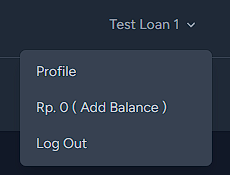 Test Loan 1
Profile
Rp. 0 ( Add Balance )
Log Out